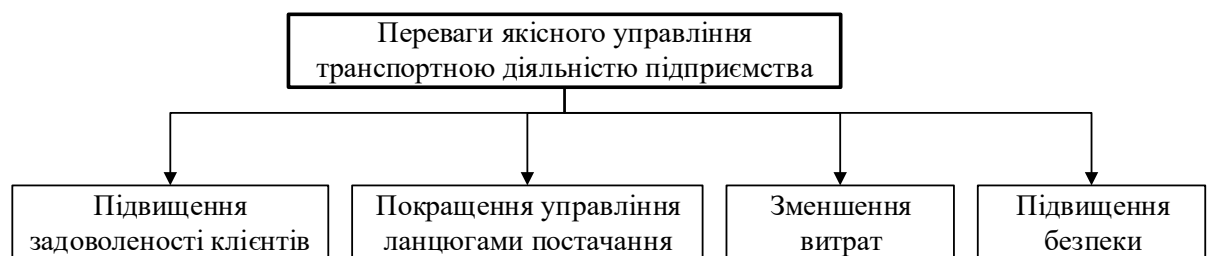 Переваги якісного управління
транспортною діяльністю підприємства
Підвищення
задоволеності клієнтів
Покращення управління
ланцюгами постачання
Зменшення
витрат
Підвищення
безпеки